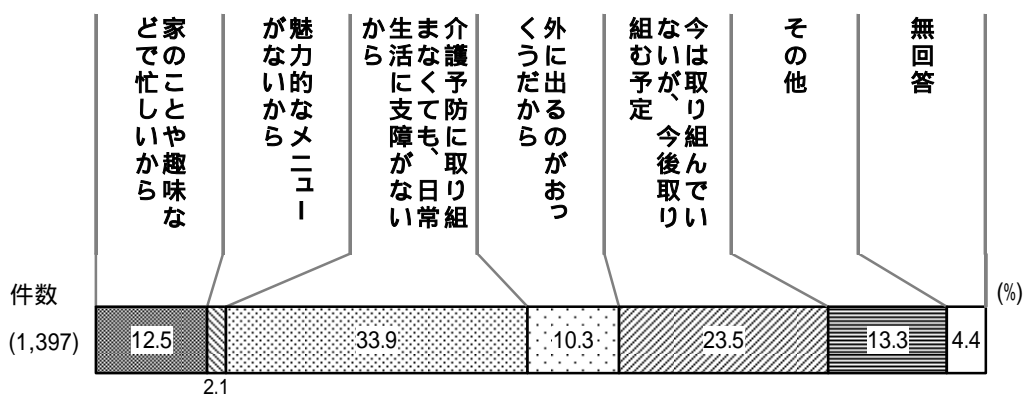 家のことや趣味な
どで忙しいから
魅力的なメニュー
がないから
介護予防に取り組
まなくても、日常
生活に支障がない
から
外に出るのがおっ
くうだから
今は取り組んでい
ないが、今後取り
組む予定
その他
無回答
件数
(%)
(1,397)
12.5
2.1
33.9
10.3
23.5
13.3
4.4